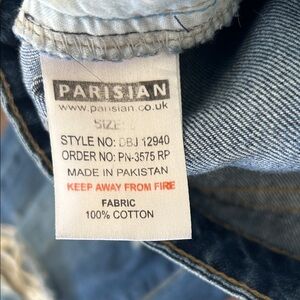 PARISIAN
www.parisian.co.uk
SIZE:
STYLE NO: DBJ 12940
ORDER NO: PN-3575 RP
MADE IN PAKISTAN
KEEP AWAY FROM FIRE
FABRIC
100% COTTON